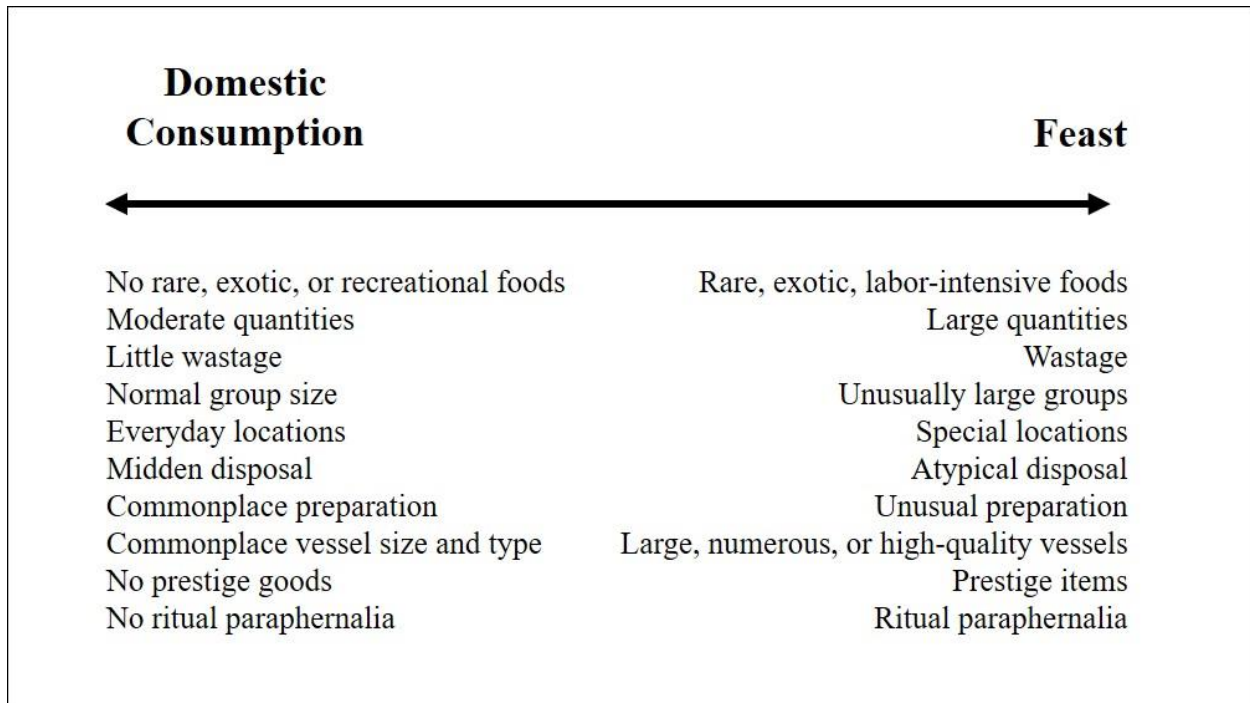 Domestic
Consumption
Feast
No rare, exotic, or recreational foods
Rare, exotic, labor-intensive foods
Moderate quantities
Large quantities
Little wastage
Wastage
Normal group size
Unusually large groups
Everyday locations
Special locations
Midden disposal
Atypical disposal
Commonplace preparation
Unusual preparation
Commonplace vessel size and type
Large, numerous, or high-quality vessels
No prestige goods
Prestige items
No ritual paraphernalia
Ritual paraphernalia